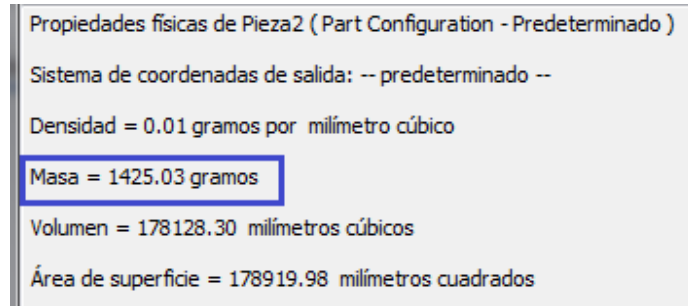 Propiedades físicas de Pieza2 ( Part Configuration - Predeterminado )
Sistema de coordenadas de salida: -- predeterminado --
Densidad = 0.01 gramos por milímetro cúbico
Masa = 1425.03 gramos
Volumen = 178128.30 milímetros cúbicos
Área de superficie = 178919.98 milímetros cuadrados